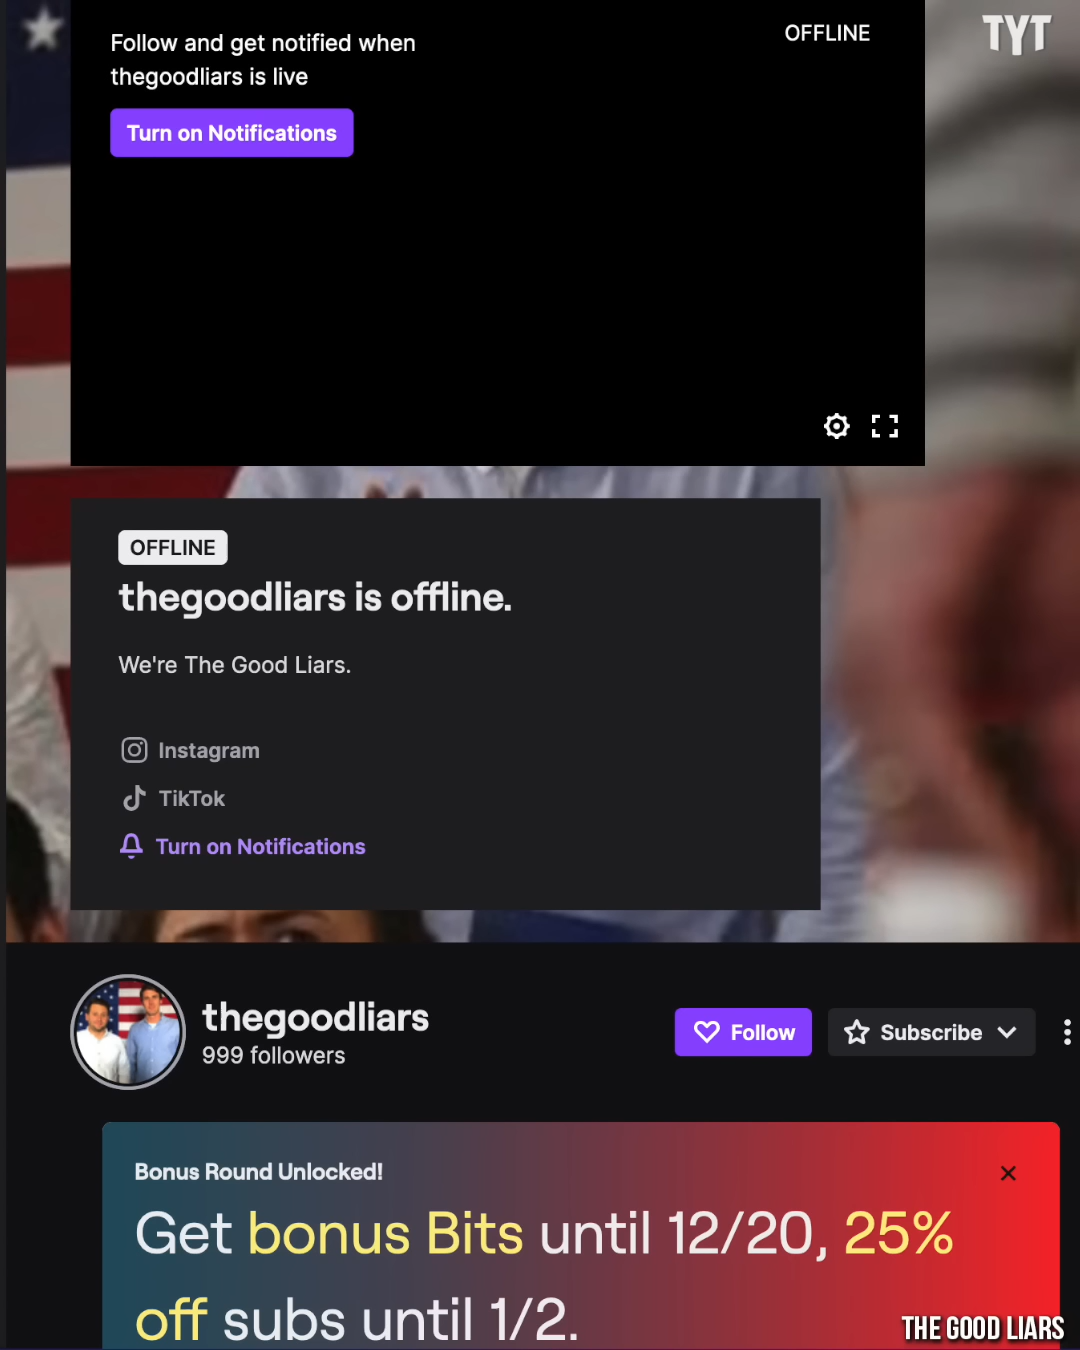 Follow and get notified when
thegoodliars is live
Turn on Notifications
OFFLINE
TYT
OFFLINE
thegoodliars is offline.
We're The Good Liars.
Instagram
TikTok
Turn on Notifications
thegoodliars
999 followers
Follow
Subscribe
Bonus Round Unlocked!
Get bonus Bits until 12/20, 25%
off subs until 1/2.
THE GOOD LIARS